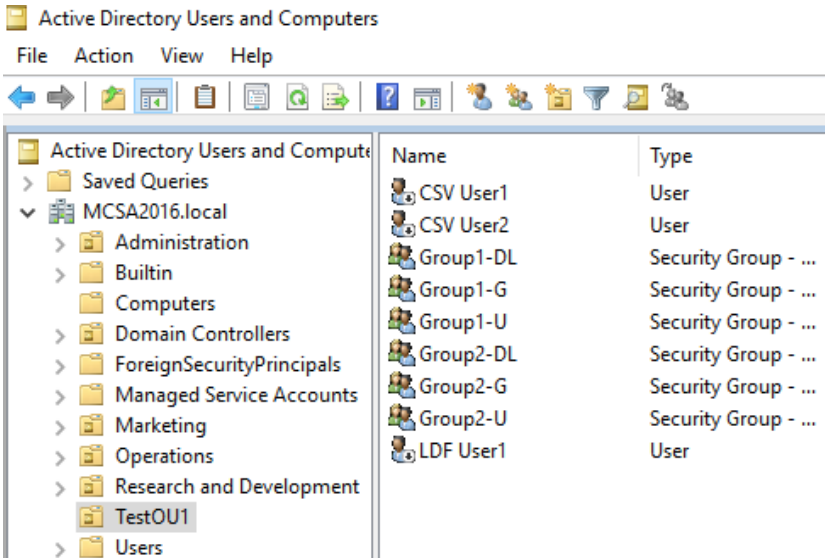 Active Directory Users and Computers
File Action View Help
Active Directory Users and Compute
Saved Queries
MCSA2016.local
Administration
Builtin
Computers
Domain Controllers
ForeignSecurityPrincipals
Managed Service Accounts
Marketing
Operations
Research and Development
TestOU1
Users
Name Type
CSV User1 User
CSV User2 User
Group1-DL Security Group - ...
Group1-G Security Group - ...
Group1-U Security Group - ...
Group2-DL Security Group - ...
Group2-G Security Group - ...
Group2-U Security Group - ...
LDF User1 User